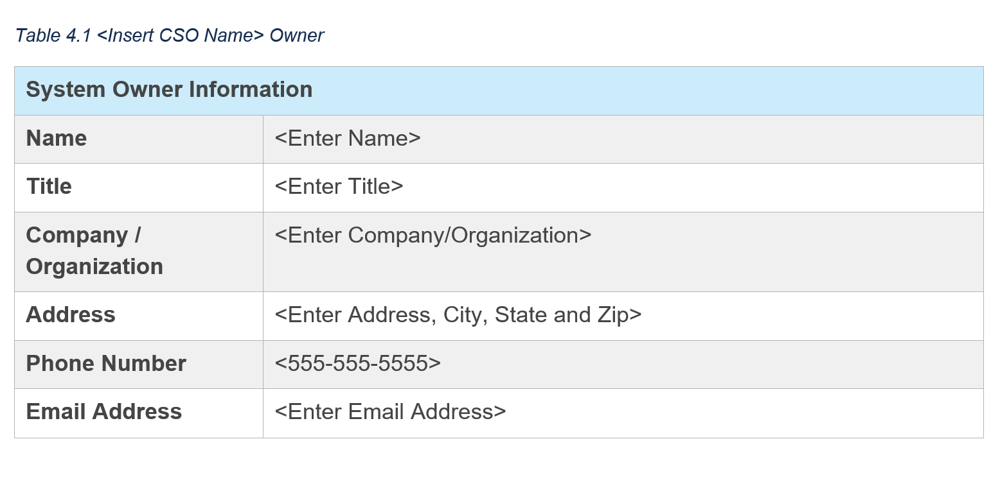 Table 4.1 <Insert CSO Name> Owner
System Owner Information
Name <Enter Name>
Title <Enter Title>
Company / <Enter Company/Organization>
Organization
Address <Enter Address, City, State and Zip>
Phone Number <555-555-5555>
Email Address <Enter Email Address>